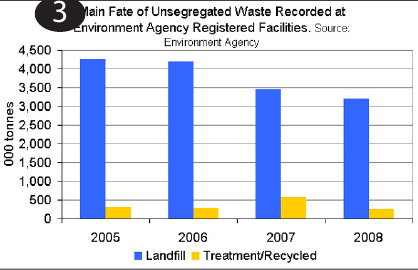 3
Main Fate of Unsegregated Waste Recorded at
Environment Agency Registered Facilities. Source:
Environment Agency
000 tonnes
4,500
4,000
3,500
3,000
2,500
2,000
1,500
1,000
500
0
2005 2006 2007 2008
Landfill Treatment/Recycled